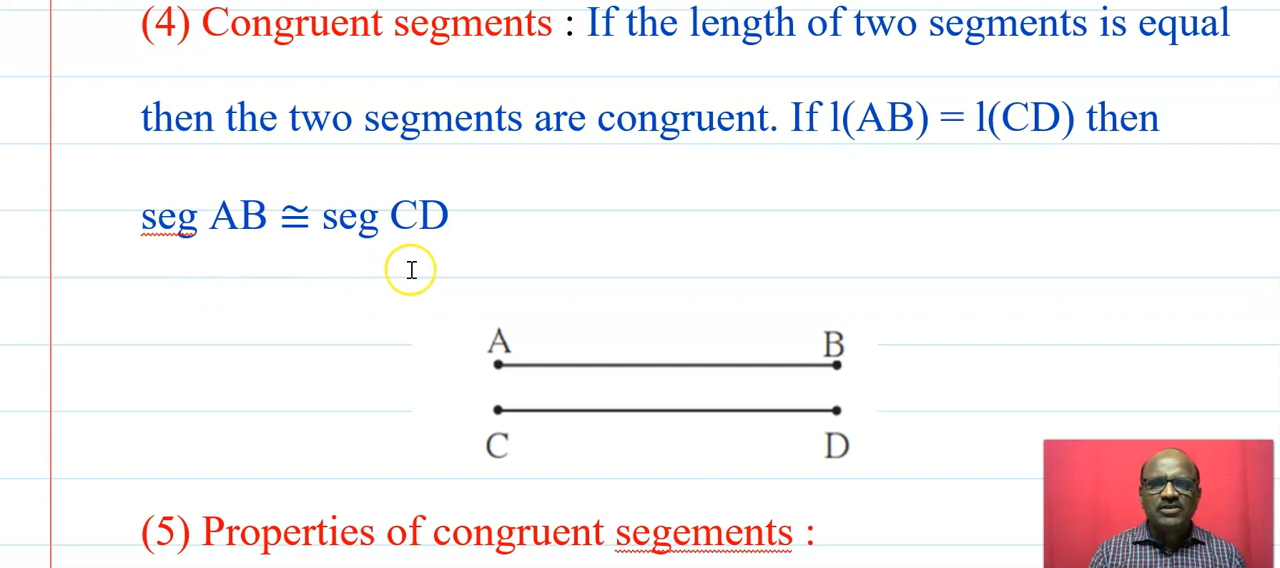 (4) Congruent segments : If the length of two segments is equal
then the two segments are congruent. If l(AB) = l(CD) then
seg AB ≅ seg CD
A B
C D
(5) Properties of congruent segements :